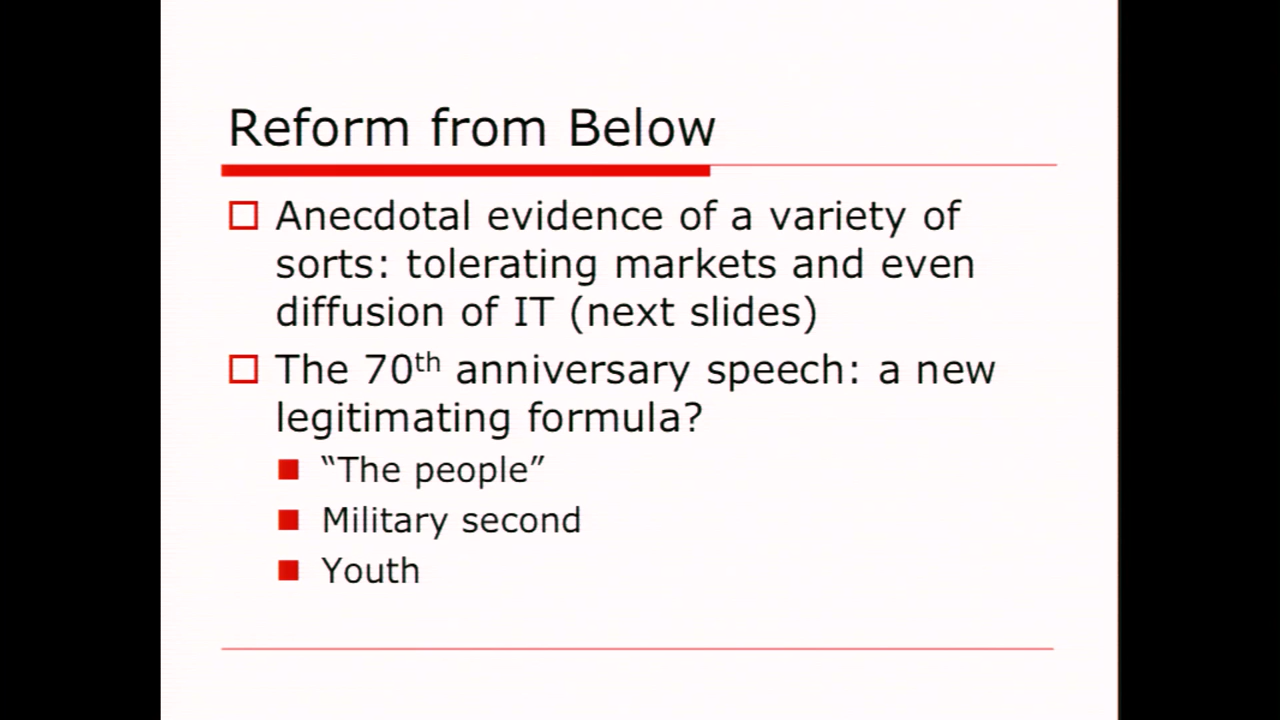 Reform from Below
Anecdotal evidence of a variety of
sorts: tolerating markets and even
diffusion of IT (next slides)
The 70th anniversary speech: a new
legitimating formula?
“The people”
Military second
Youth